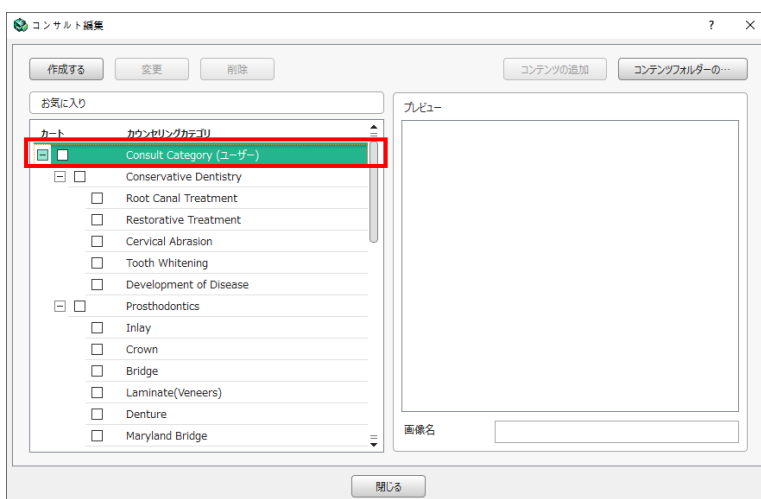 コンサルト編集
? ×
作成する 変更 削除 コンテンツの追加 コンテンツフォルダーの…
お気に入り
カート カウンセリングカテゴリ
Consult Category (ユーザー)
Conservative Dentistry
Root Canal Treatment
Restorative Treatment
Cervical Abrasion
Tooth Whitening
Development of Disease
Prosthodontics
Inlay
Crown
Bridge
Laminate(Veneers)
Denture
Maryland Bridge
プレビュー
画像名
閉じる